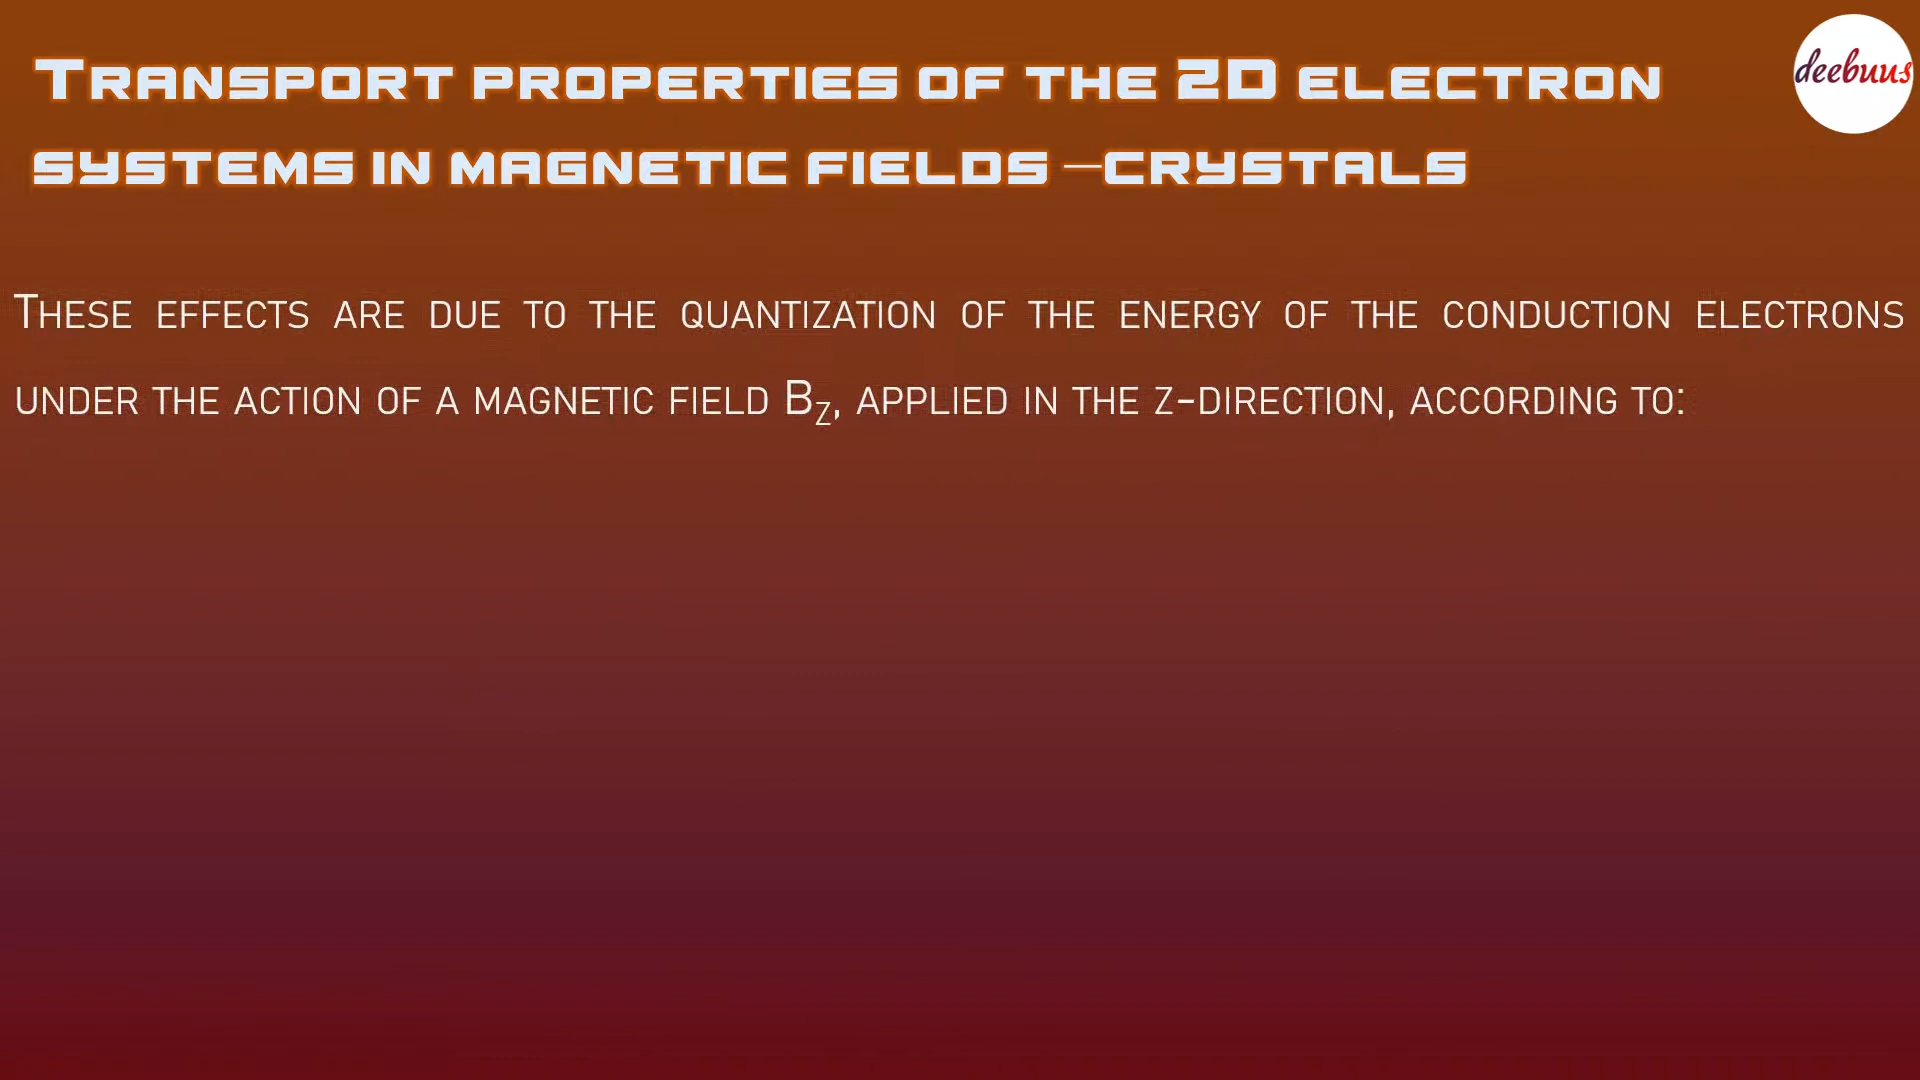 Transport properties of the 2D electron
systems in magnetic fields –crystals
deebuus
These effects are due to the quantization of the energy of the conduction electrons
under the action of a magnetic field Bz, applied in the z-direction, according to: